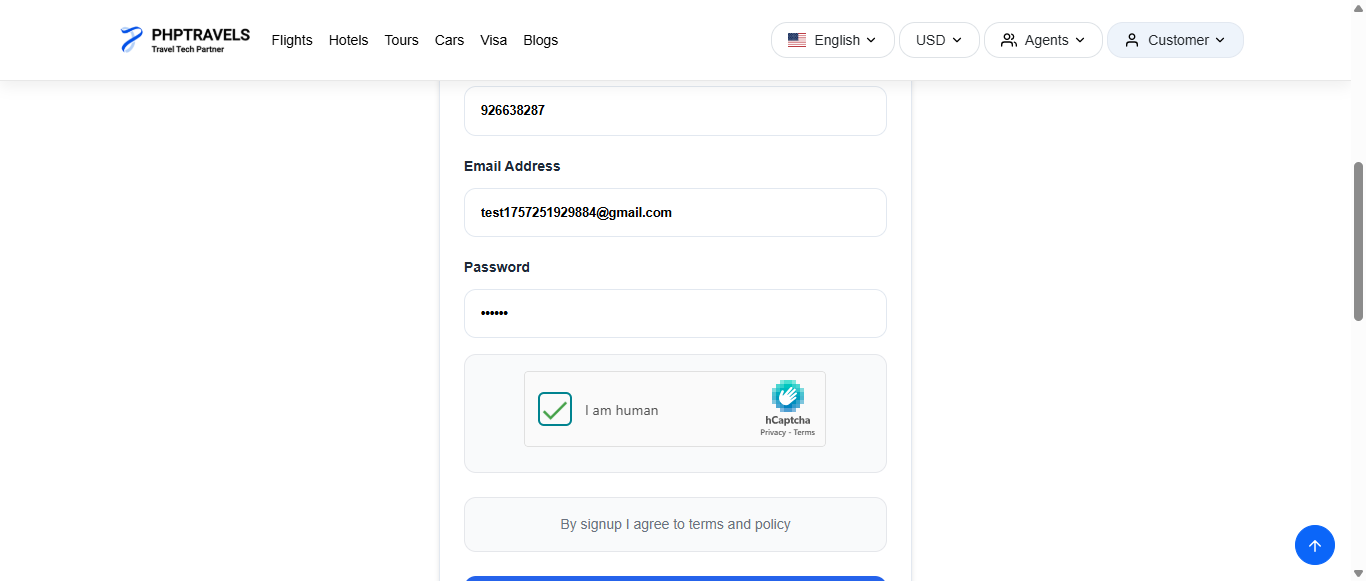 PHPTRAVELS
Travel Tech Partner
Flights Hotels Tours Cars Visa Blogs
English USD Agents Customer
926638287
Email Address
test1757251929884@gmail.com
Password
••••••
I am human
hCaptcha
Privacy - Terms
By signup I agree to terms and policy